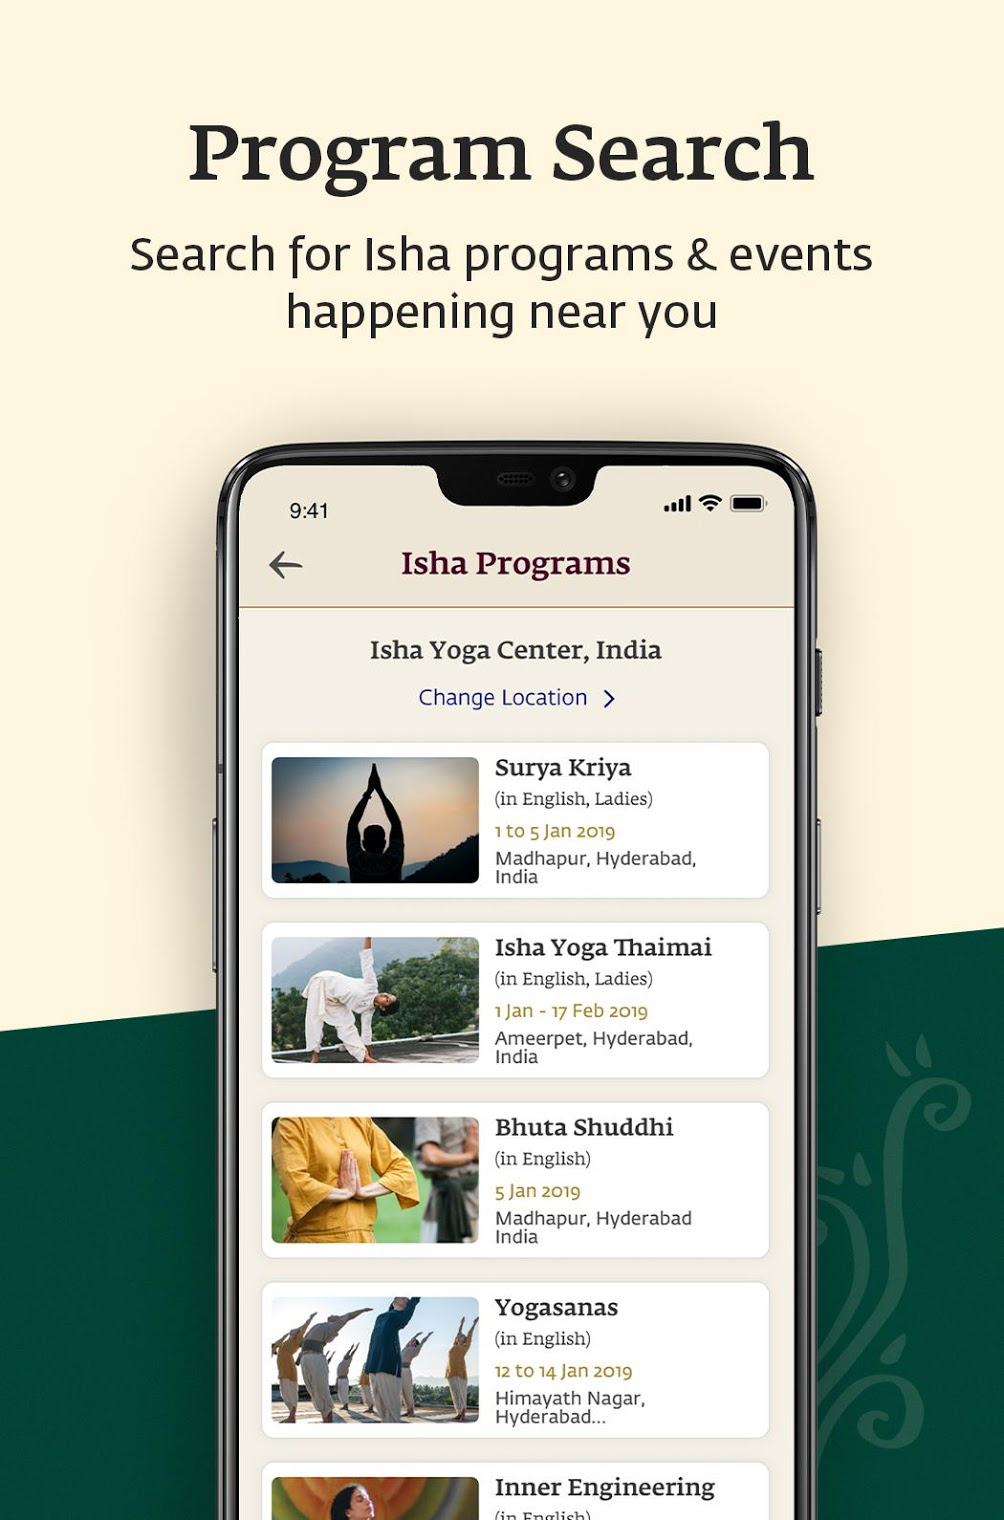 Program Search
Search for Isha programs & events
happening near you
9:41
Isha Programs
Isha Yoga Center, India
Change Location
Surya Kriya
(in English, Ladies)
1 to 5 Jan 2019
Madhapur, Hyderabad,
India
Isha Yoga Thaimai
(in English, Ladies)
1 Jan - 17 Feb 2019
Ameerpet, Hyderabad,
India
Bhuta Shuddhi
(in English)
5 Jan 2019
Madhapur, Hyderabad
India
Yogasanas
(in English)
12 to 14 Jan 2019
Himayath Nagar,
Hyderabad...
Inner Engineering
(in English)